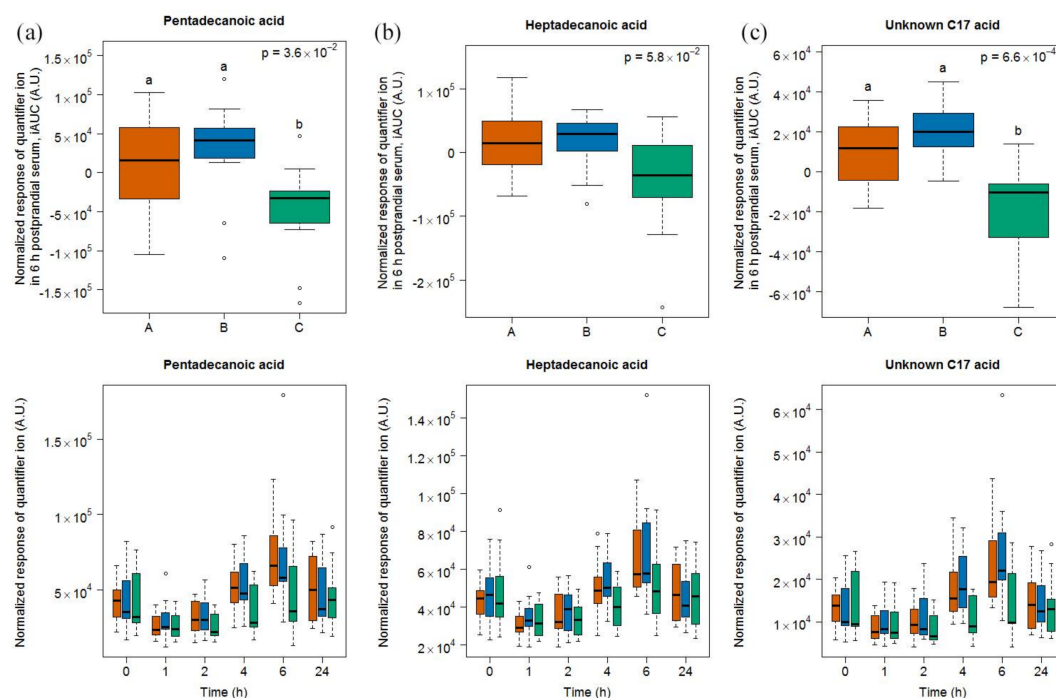 (a)
Pentadecanoic acid
p = 3.6 × 10⁻²
Normalized response of quantifier ion
in 6 h postprandial serum, iAUC (A.U.)
1.5 × 10⁵
1 × 10⁵
5 × 10⁴
0
-5 × 10⁴
-1 × 10⁵
-1.5 × 10⁵
a
a
b
A B C
(b)
Heptadecanoic acid
p = 5.8 × 10⁻²
Normalized response of quantifier ion
in 6 h postprandial serum, iAUC (A.U.)
1 × 10⁵
0
-1 × 10⁵
-2 × 10⁵
A B C
(c)
Unknown C17 acid
p = 6.6 × 10⁻⁴
Normalized response of quantifier ion
in 6 h postprandial serum, iAUC (A.U.)
6 × 10⁴
4 × 10⁴
2 × 10⁴
0
-2 × 10⁴
-4 × 10⁴
-6 × 10⁴
a
a
b
A B C
Pentadecanoic acid
Normalized response of quantifier ion (A.U.)
1.5 × 10⁵
1 × 10⁵
5 × 10⁴
0 1 2 4 6 24
Time (h)
Heptadecanoic acid
Normalized response of quantifier ion (A.U.)
1.4 × 10⁵
1.2 × 10⁵
1 × 10⁵
8 × 10⁴
6 × 10⁴
4 × 10⁴
2 × 10⁴
0 1 2 4 6 24
Time (h)
Unknown C17 acid
Normalized response of quantifier ion (A.U.)
6 × 10⁴
5 × 10⁴
4 × 10⁴
3 × 10⁴
2 × 10⁴
1 × 10⁴
0 1 2 4 6 24
Time (h)